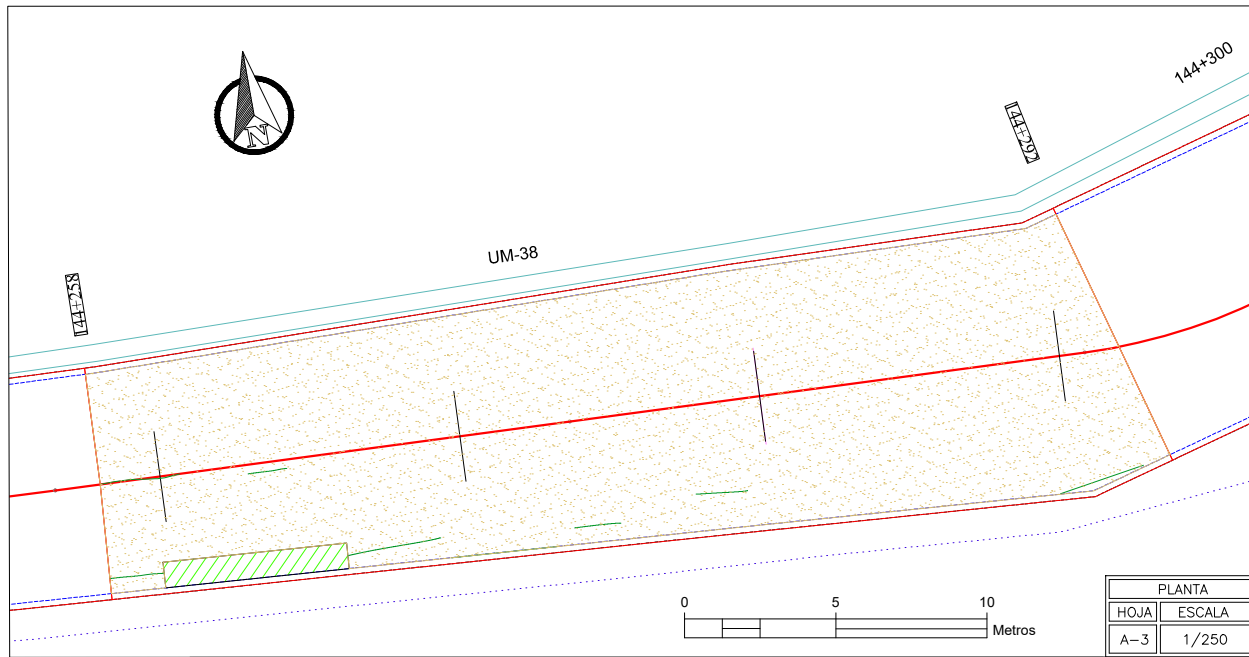 144+300
144+292
UM-38
144+258
N
0 5 10
Metros
PLANTA
HOJA ESCALA
A-3 1/250